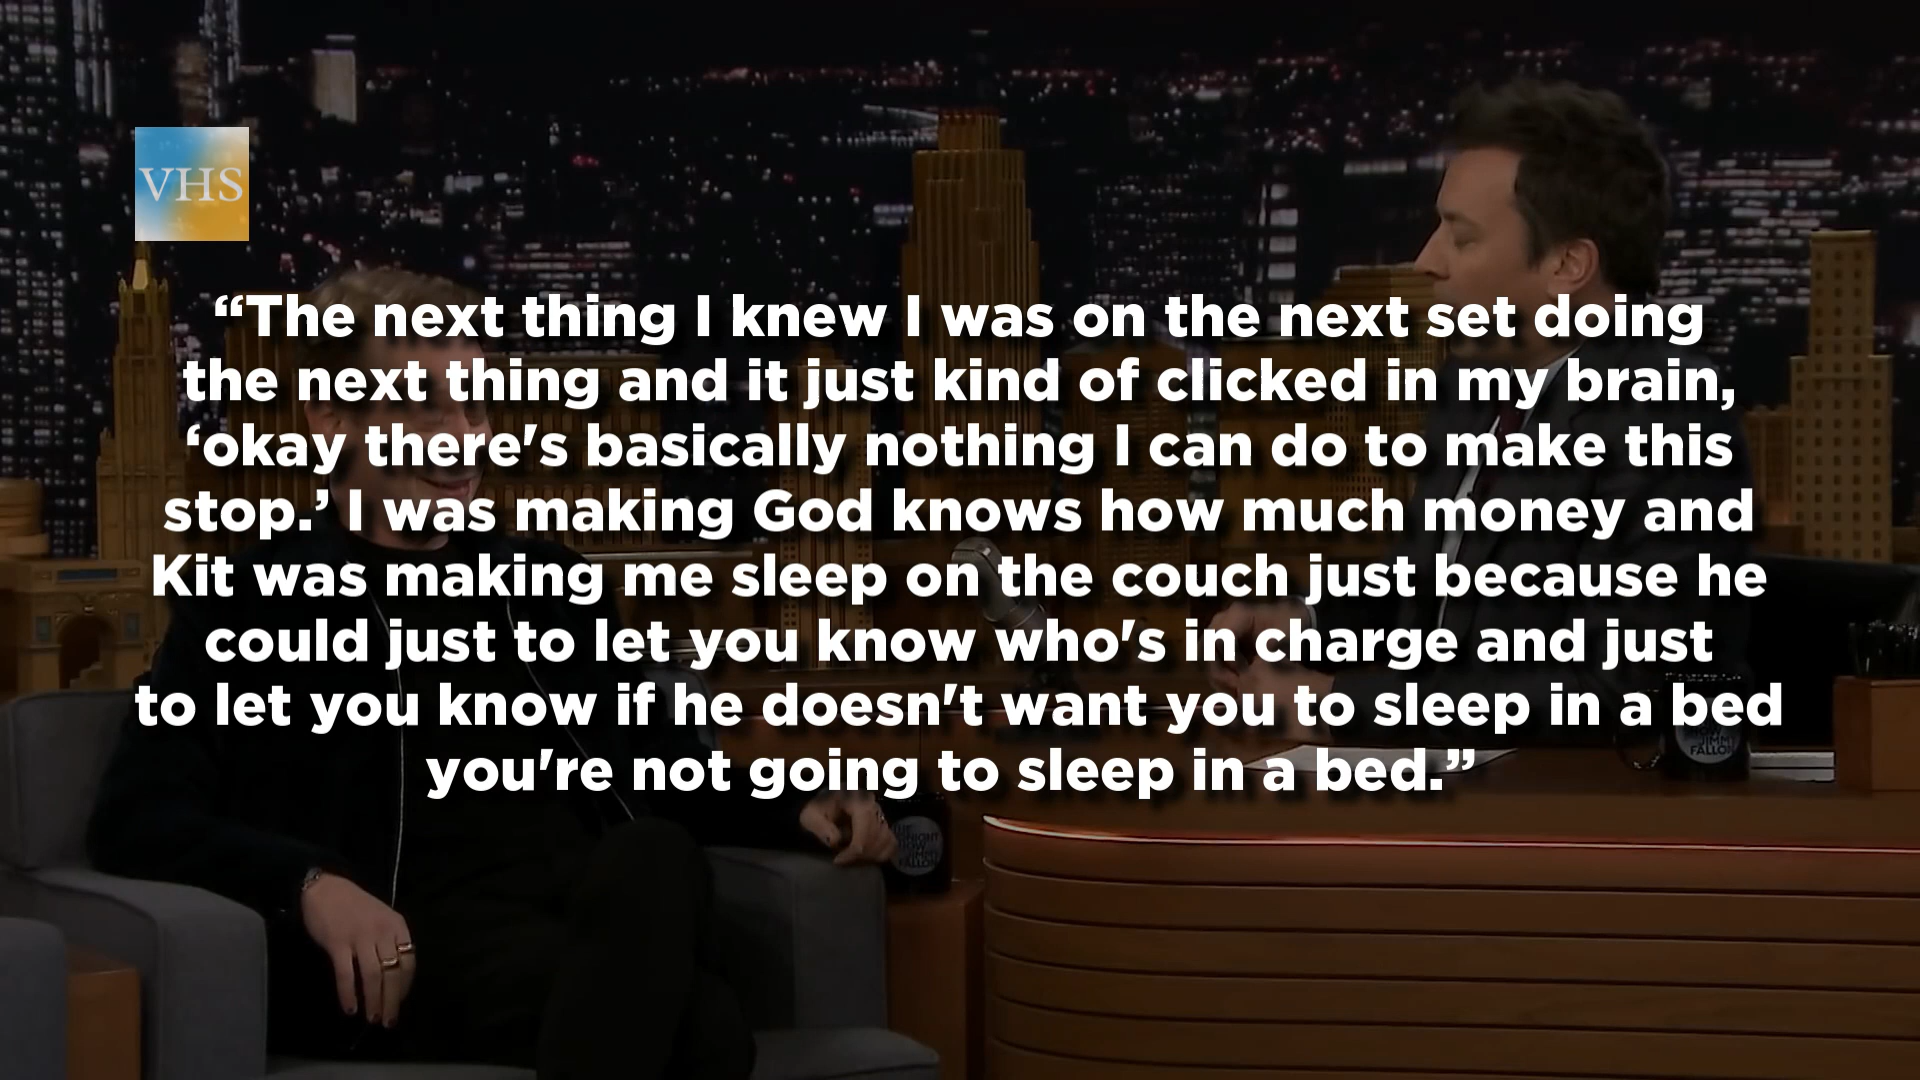 VHS
“The next thing I knew I was on the next set doing
the next thing and it just kind of clicked in my brain,
‘okay there's basically nothing I can do to make this
stop.’ I was making God knows how much money and
Kit was making me sleep on the couch just because he
could just to let you know who's in charge and just
to let you know if he doesn't want you to sleep in a bed
you're not going to sleep in a bed.”
JIMMY
FALLON